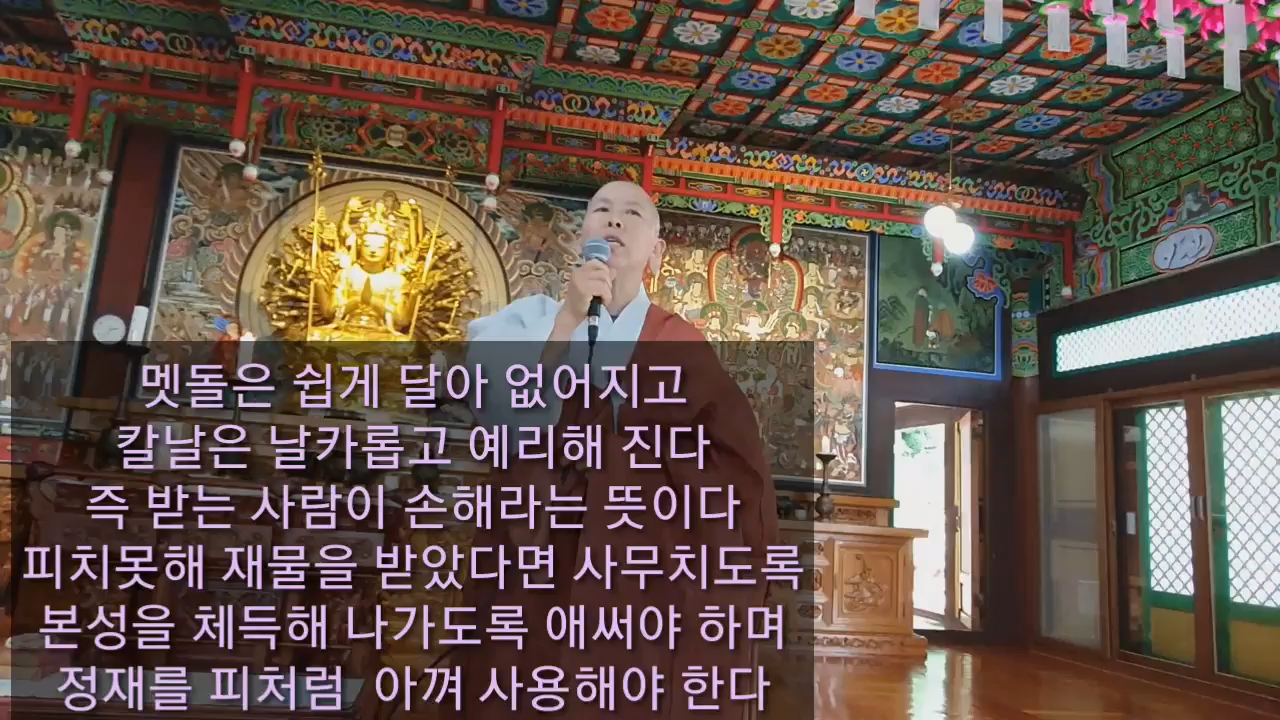 멧돌은 쉽게 달아 없어지고
칼날은 날카롭고 예리해 진다
즉 받는 사람이 손해라는 뜻이다
피치못해 재물을 받았다면 사무치도록
본성을 체득해 나가도록 애써야 하며
정재를 피처럼  아껴 사용해야 한다